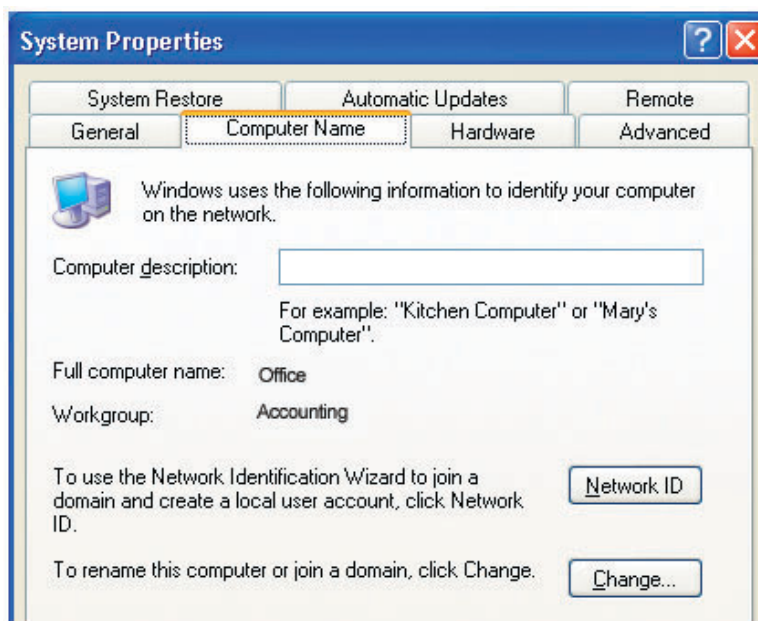 System Properties
System Restore
Automatic Updates
Remote
General
Computer Name
Hardware
Advanced
Windows uses the following information to identify your computer
on the network.
Computer description:
For example: "Kitchen Computer" or "Mary's
Computer".
Full computer name: Office
Workgroup: Accounting
To use the Network Identification Wizard to join a
domain and create a local user account, click Network
ID.
Network ID
To rename this computer or join a domain, click Change.
Change...